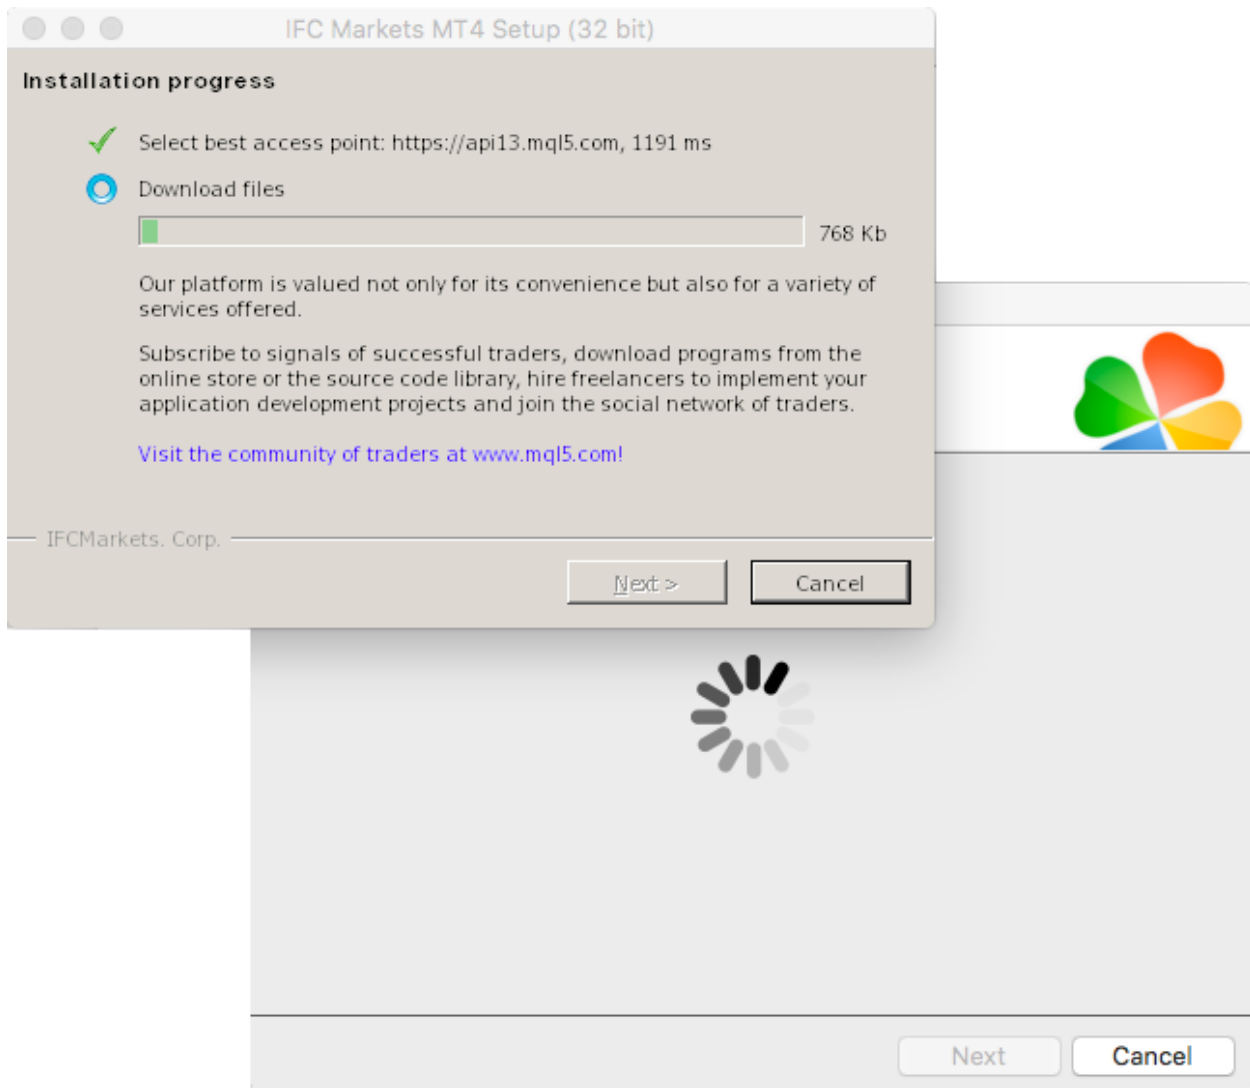 IFC Markets MT4 Setup (32 bit)
Installation progress
Select best access point: https://api13.mql5.com, 1191 ms
Download files
768 Kb
Our platform is valued not only for its convenience but also for a variety of
services offered.
Subscribe to signals of successful traders, download programs from the
online store or the source code library, hire freelancers to implement your
application development projects and join the social network of traders.
Visit the community of traders at www.mql5.com!
IFCMarkets. Corp.
Next >
Cancel
Next
Cancel